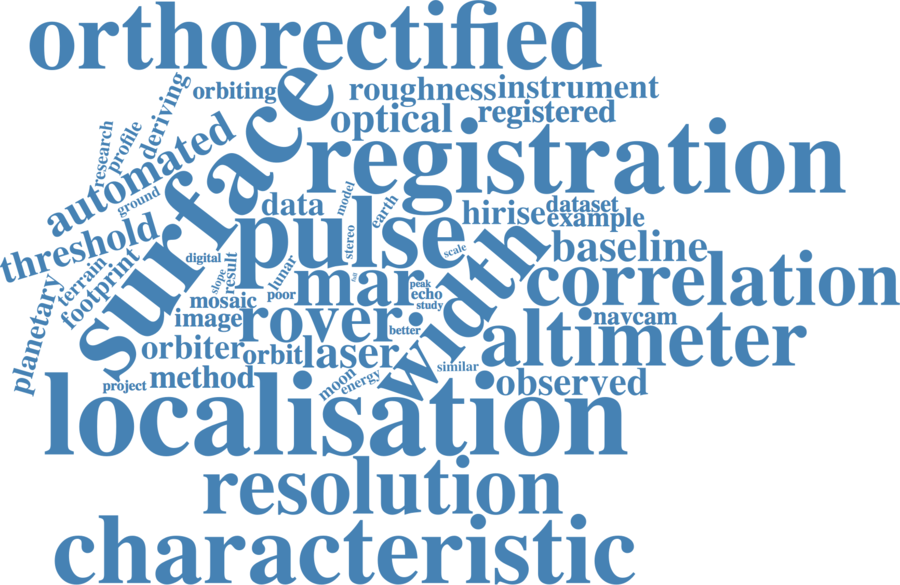 orthorectified
orbiting
roughness
instrument
optical
registered
deriving
profile
research
automated
surface
registration
ground
data
model
earth
hirise
dataset
example
threshold
pulse
stereo
scale
width
baseline
digital
result
slope
lunar
terrain
footprint
planetary
mar
peak
correlation
mosaic
poor
echo
study
image
rover
better
navcam
altimeter
orbiter
orbit
laser
similar
project
method
moon
energy
observed
localisation
resolution
characteristic